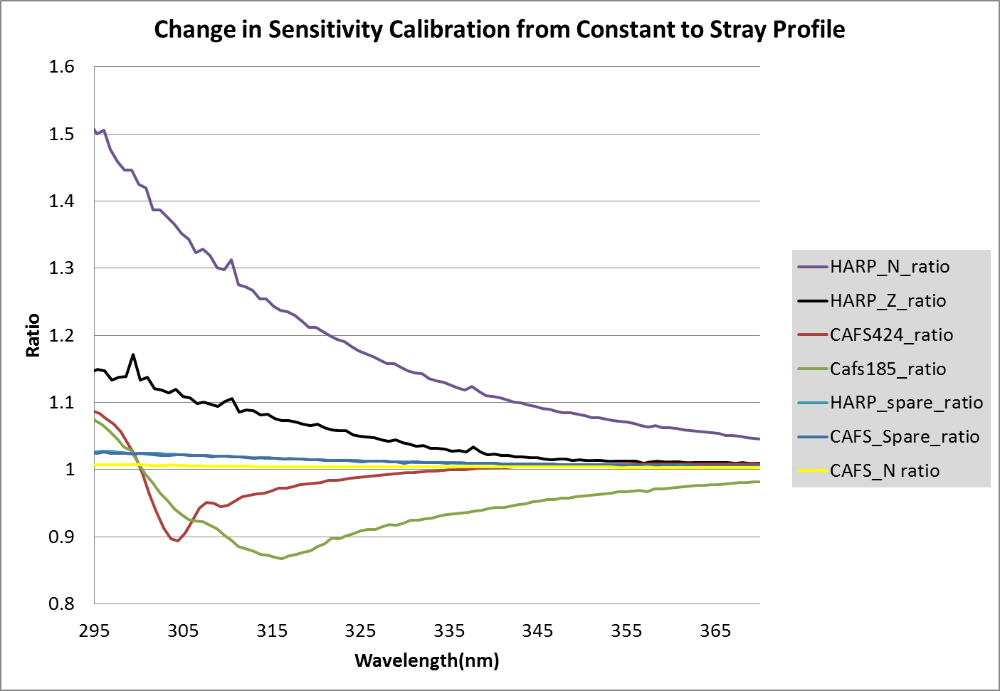 Change in Sensitivity Calibration from Constant to Stray Profile
1.6
1.5
1.4
1.3
1.2
1.1
1
0.9
0.8
Ratio
295 305 315 325 335 345 355 365
Wavelength(nm)
HARP_N_ratio
HARP_Z_ratio
CAFS424_ratio
Cafs185_ratio
HARP_spare_ratio
CAFS_Spare_ratio
CAFS_N ratio